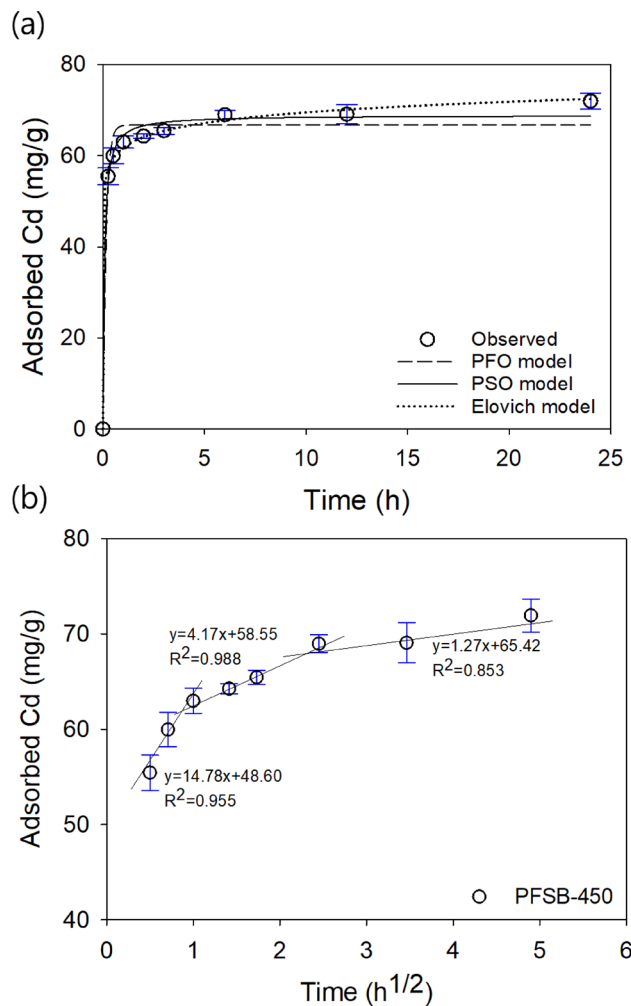 (a)
80
60
40
20
0
Adsorbed Cd (mg/g)
Observed
PFO model
PSO model
Elovich model
0 5 10 15 20 25
Time (h)
(b)
80
70
60
50
40
Adsorbed Cd (mg/g)
y=4.17x+58.55
R²=0.988
y=1.27x+65.42
R²=0.853
y=14.78x+48.60
R²=0.955
PFSB-450
0 1 2 3 4 5 6
Time (h^1/2)